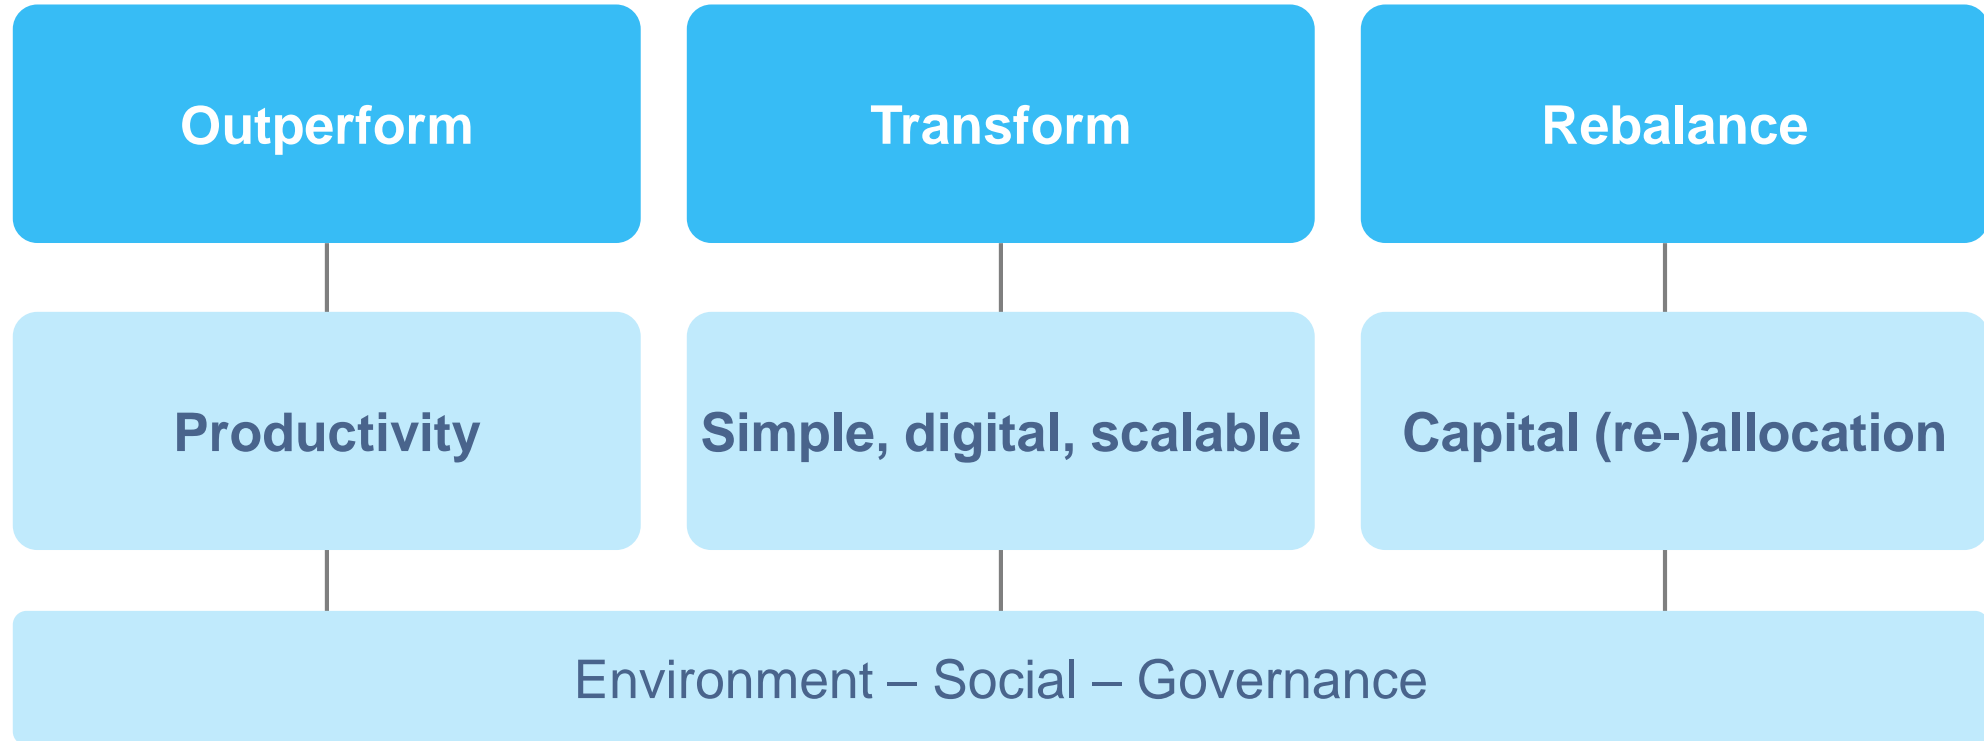 Outperform
Transform
Rebalance
Productivity
Simple, digital, scalable
Capital (re-)allocation
Environment – Social – Governance